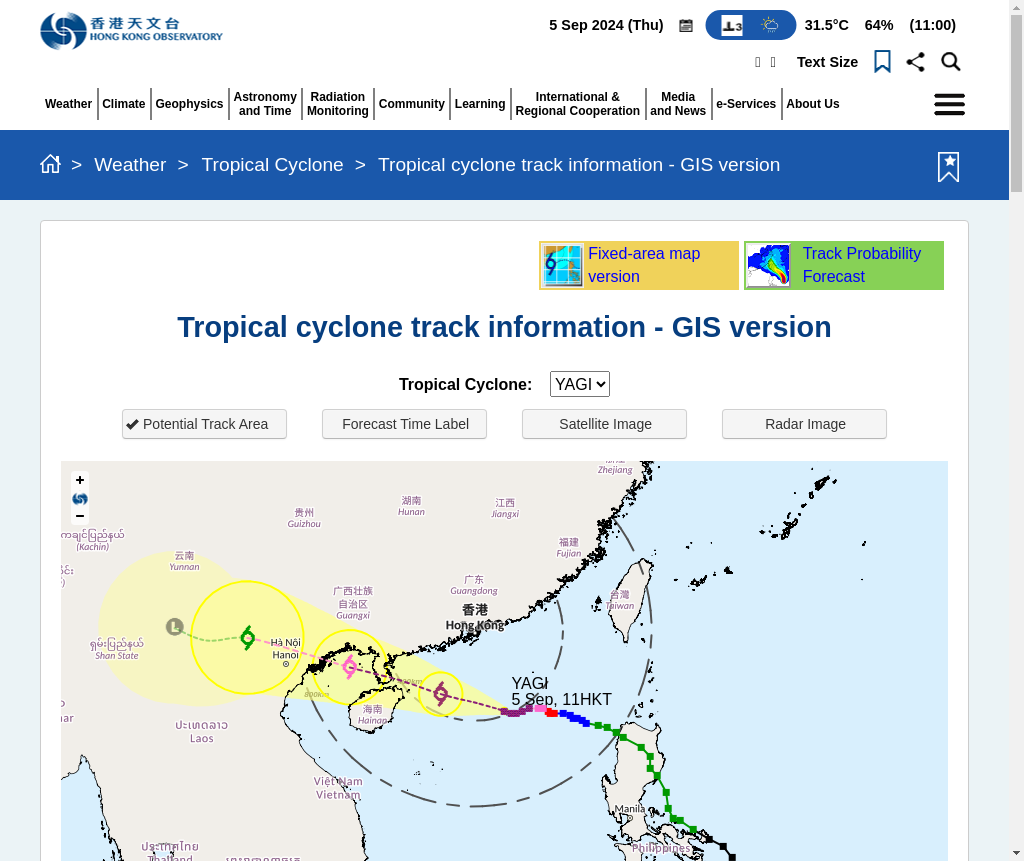 香港天文台
HONG KONG OBSERVATORY
5 Sep 2024 (Thu)
3
31.5°C 64% (11:00)
Text Size
Weather
Climate
Geophysics
Astronomy
and Time
Radiation
Monitoring
Community
Learning
International &
Regional Cooperation
Media
and News
e-Services
About Us
> Weather > Tropical Cyclone > Tropical cyclone track information - GIS version
Fixed-area map
version
Track Probability
Forecast
Tropical cyclone track information - GIS version
Tropical Cyclone: YAGI
Potential Track Area
Forecast Time Label
Satellite Image
Radar Image
+
−
Zhejiang
湖南
Hunan
江西
Jiangxi
贵州
Guizhou
(Kachin)
福建
Fujian
云南
Yunnan
广东
Guangdong
广西壮族
自治区
Guangxi
香港
Hong Kong
台灣
Taiwan
L
Hà Nội
Hanoi
ရှမ်းပြည်နယ်
Shan State
800km
YAGI
5 Sep, 11HKT
海南
Hainan
ປະເທດລາວ
Laos
Việt Nam
Vietnam
Manila
ประเทศไทย
Thailand
Philippines